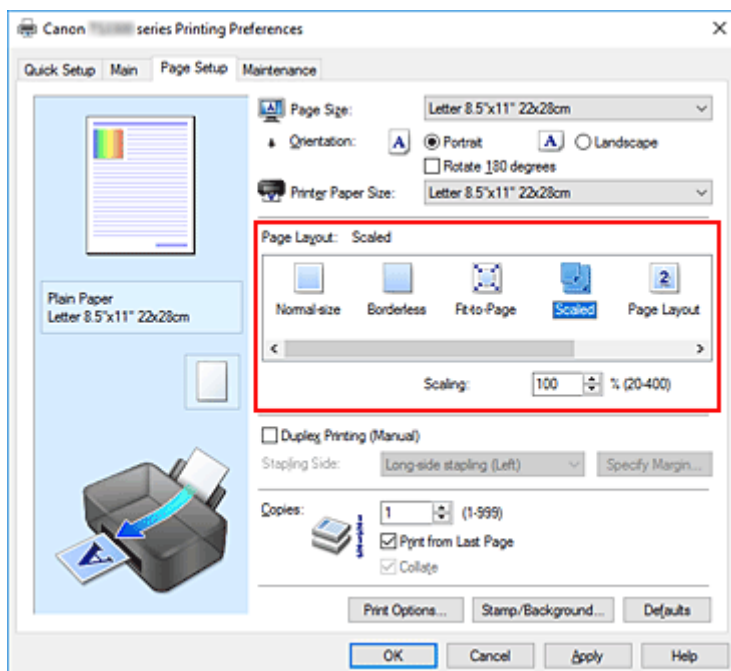 Canon series Printing Preferences
Quick Setup Main Page Setup Maintenance
Page Size: Letter 8.5"x11" 22x28cm
Orientation: A Portrait A Landscape
Rotate 180 degrees
Printer Paper Size: Letter 8.5"x11" 22x28cm
Page Layout: Scaled
Normal-size Borderless Fit-to-Page Scaled 2 Page Layout
Scaling: 100 % (20-400)
Plain Paper
Letter 8.5"x11" 22x28cm
Duplex Printing (Manual)
Stapling Side: Long-side stapling (Left) Specify Margin...
Copies: 1 (1-999)
Print from Last Page
Collate
A
Print Options... Stamp/Background... Defaults
OK Cancel Apply Help